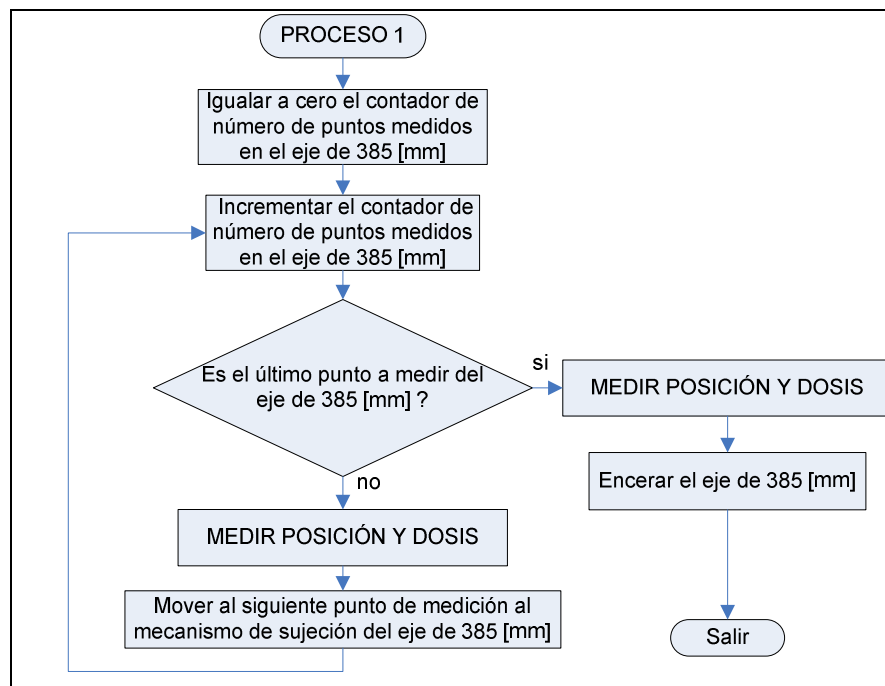 PROCESO 1
Igualar a cero el contador de
número de puntos medidos
en el eje de 385 [mm]
Incrementar el contador de
número de puntos medidos
en el eje de 385 [mm]
Es el último punto a medir del
eje de 385 [mm] ?
si
MEDIR POSICIÓN Y DOSIS
Encerar el eje de 385 [mm]
Salir
no
MEDIR POSICIÓN Y DOSIS
Mover al siguiente punto de medición al
mecanismo de sujeción del eje de 385 [mm]